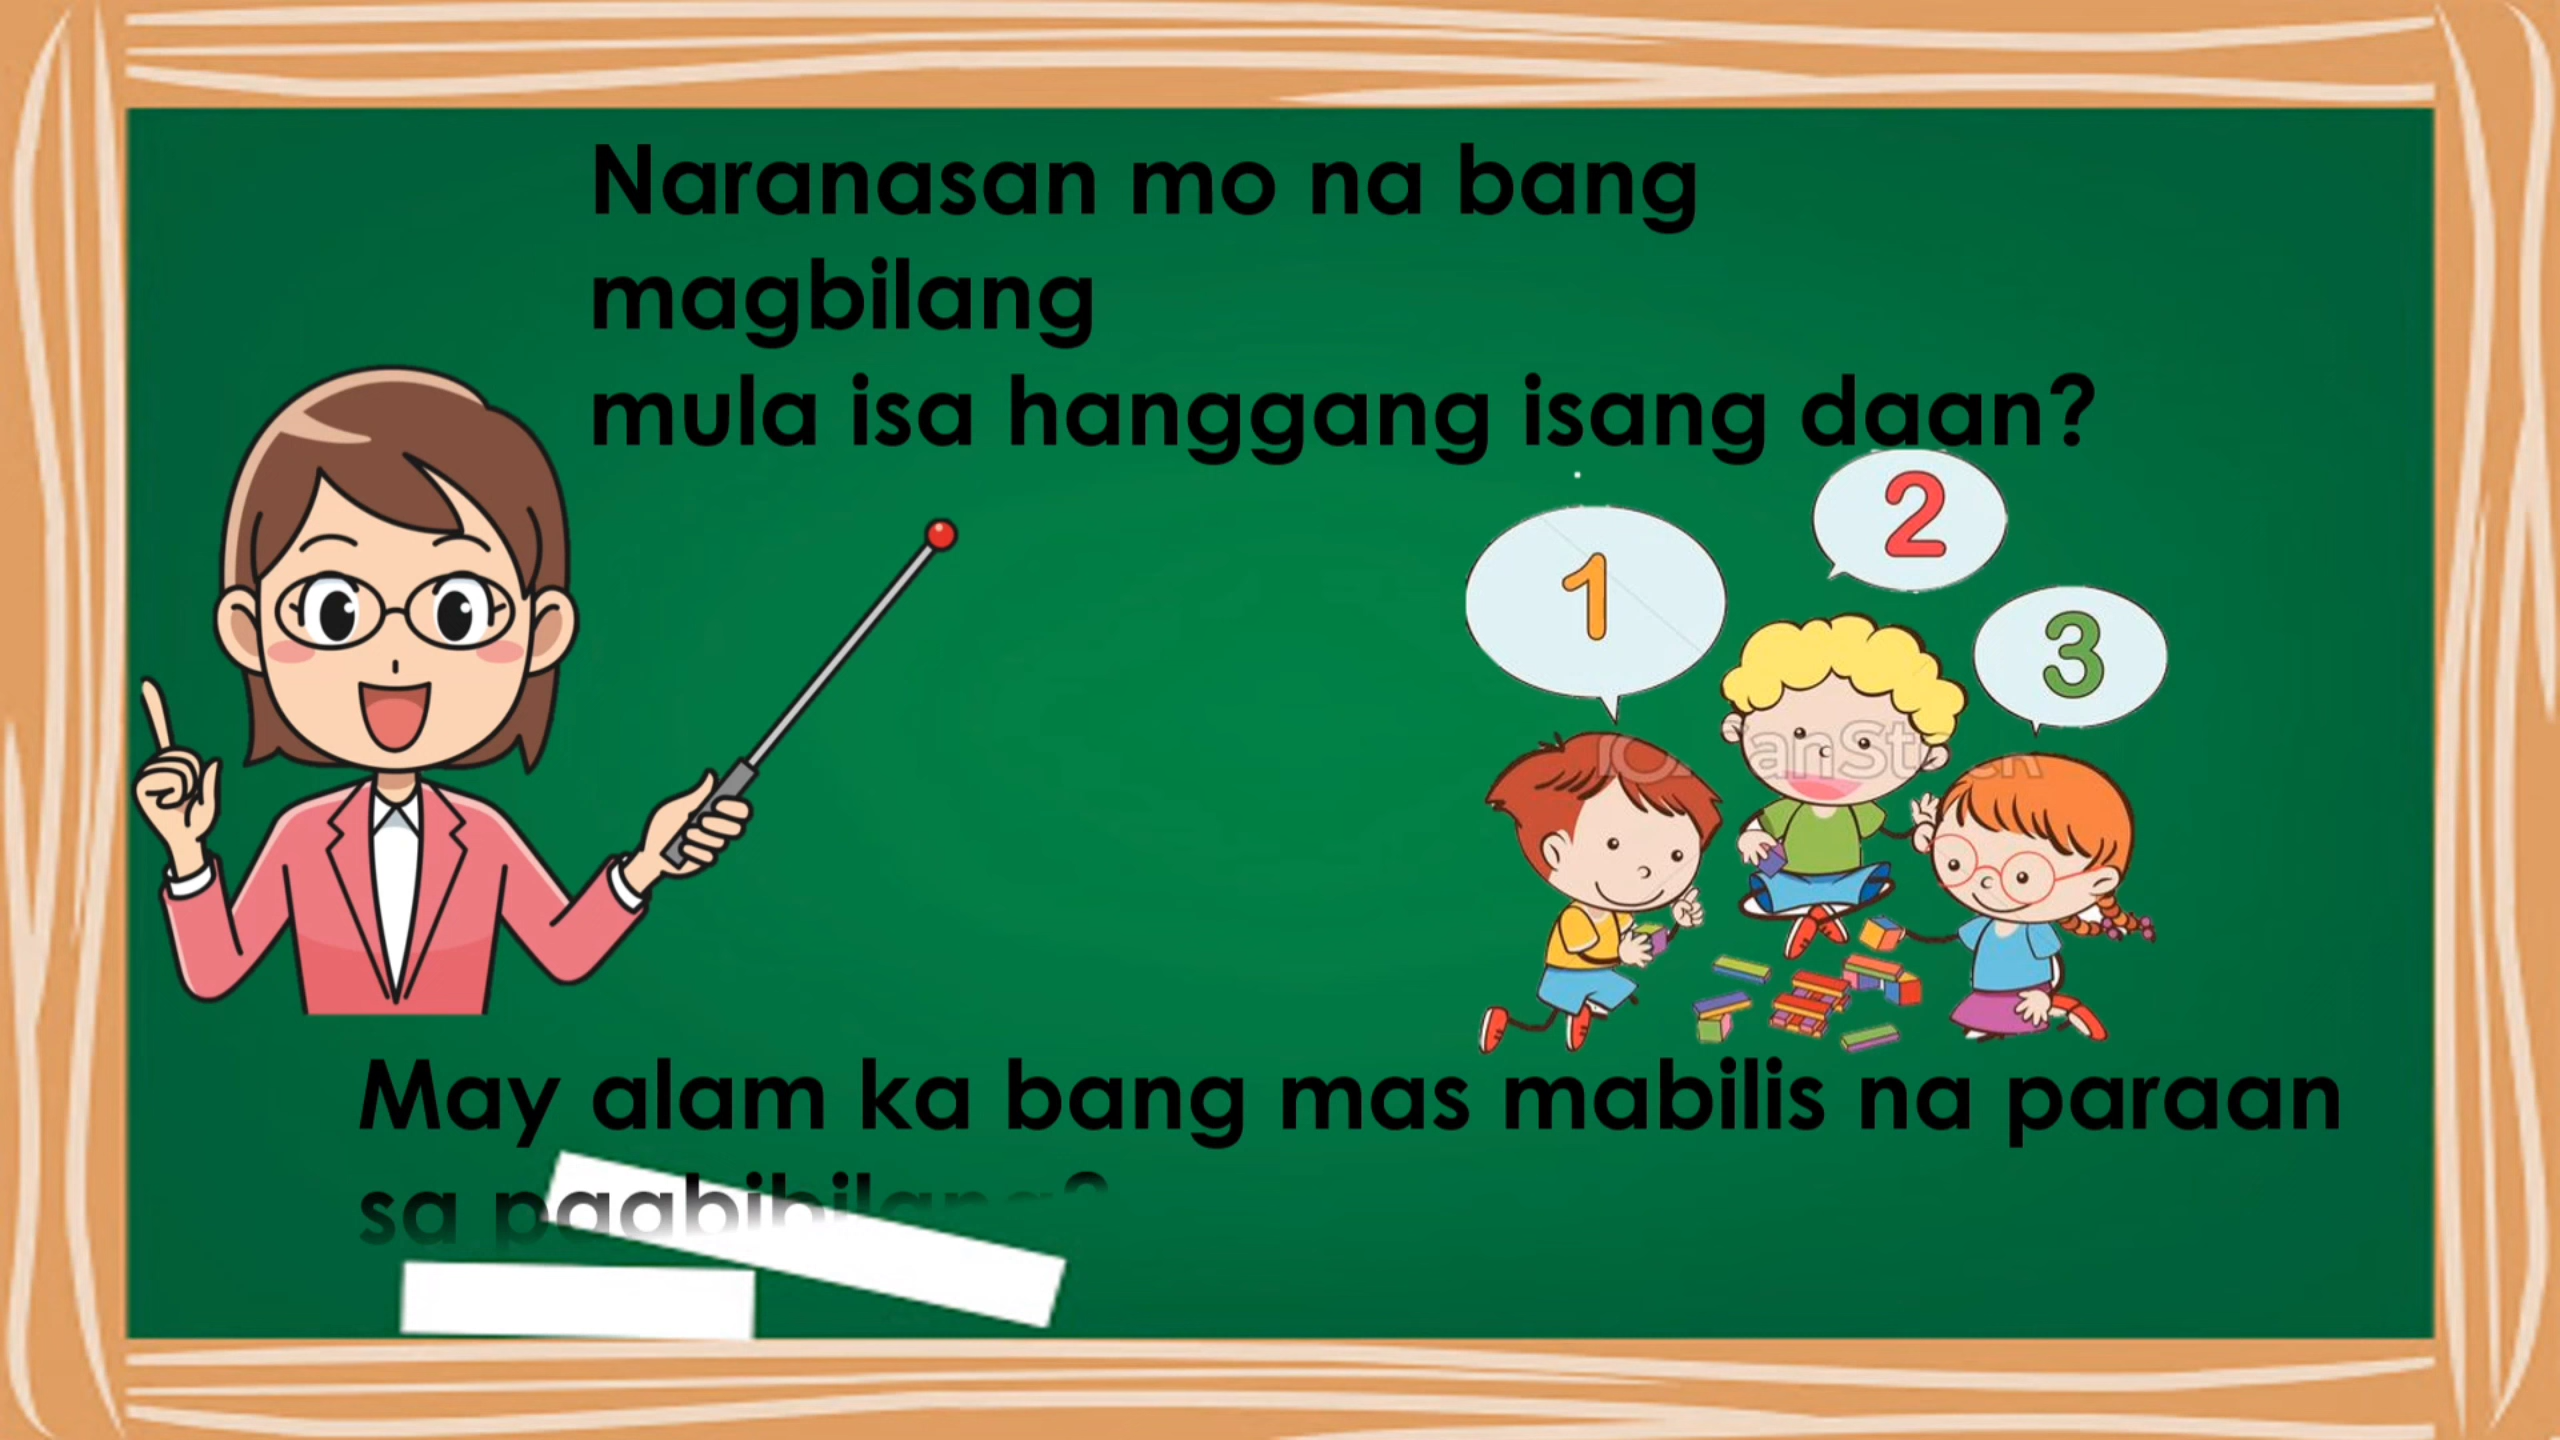 Naranasan mo na bang
magbilang
mula isa hanggang isang daan?
2
1
3
May alam ka bang mas mabilis na paraan
sa pagbibilang?